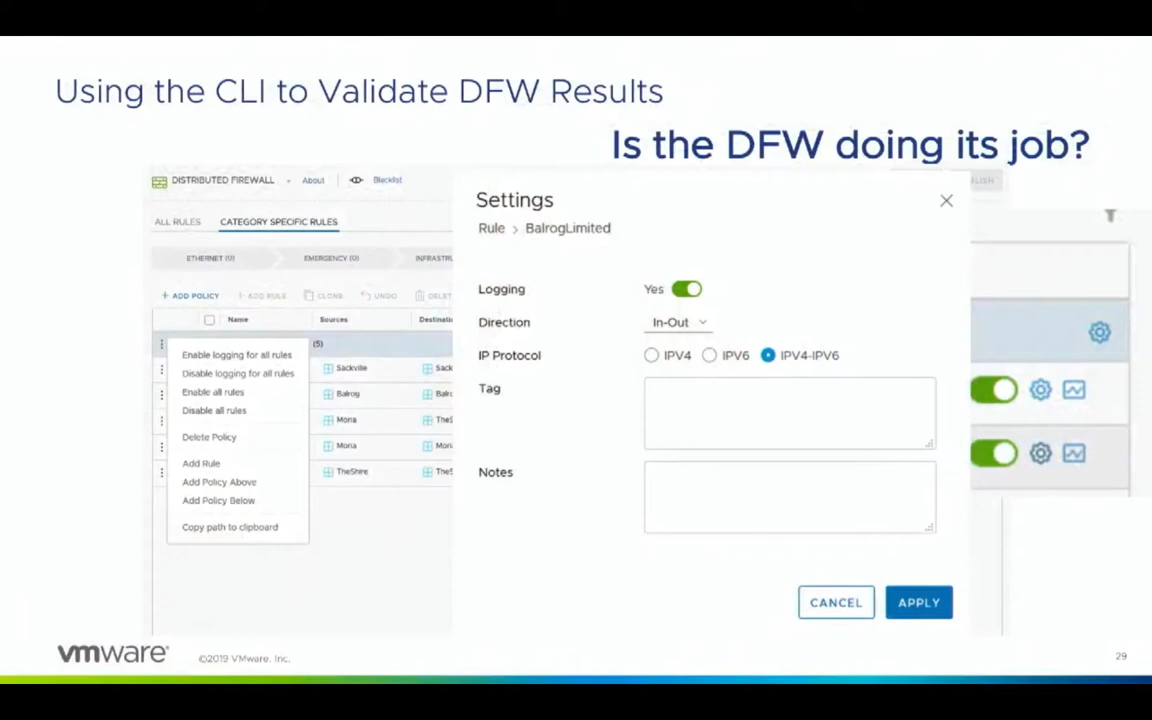 Using the CLI to Validate DFW Results
Is the DFW doing its job?
DISTRIBUTED FIREWALL
About
Blacklist
ALL RULES
CATEGORY SPECIFIC RULES
ETHERNET (0)
EMERGENCY (0)
+ ADD POLICY
+ ADD RULE
CLONE
UNDO
Name
Sources
(5)
Enable logging for all rules
Disable logging for all rules
Enable all rules
Disable all rules
Delete Policy
Add Rule
Add Policy Above
Add Policy Below
Copy path to clipboard
Sackville
Balroy
Moria
Moria
TheShire
Settings
Rule > BalrogLimited
Logging Yes
Direction In-Out
IP Protocol IPV4 IPV6 IPV4-IPV6
Tag
Notes
CANCEL APPLY
vmware
©2019 VMware, Inc.
29